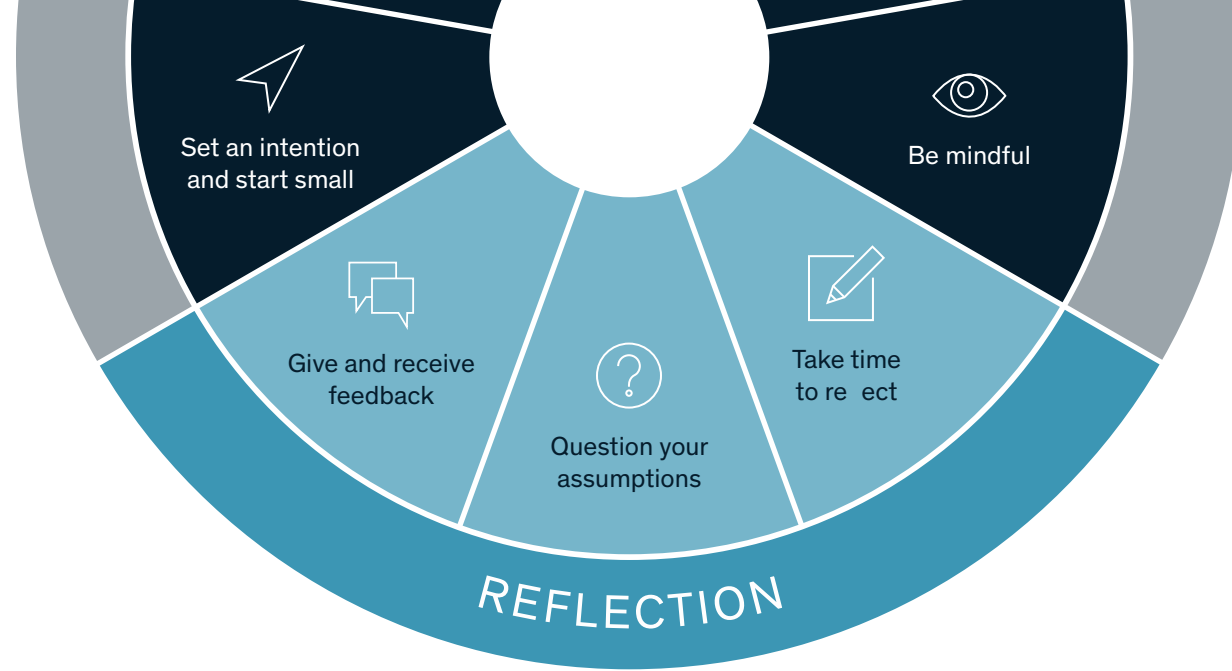 Set an intention
and start small
Be mindful
Give and receive
feedback
Question your
assumptions
Take time
to re ect
REFLECTION